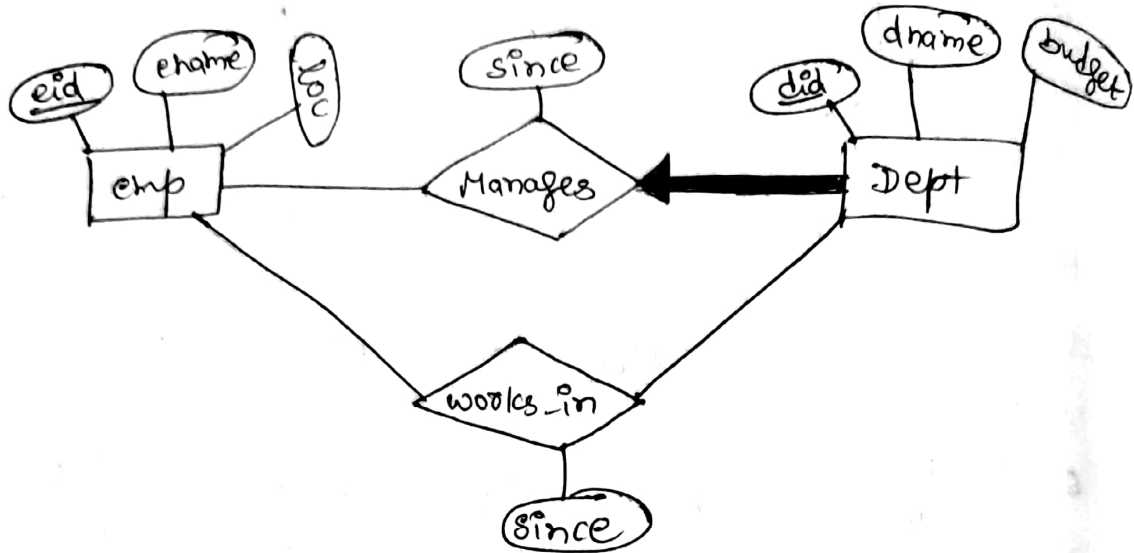 eid
ename
loc
since
did
dname
budget
emp
Manages
Dept
works_in
since